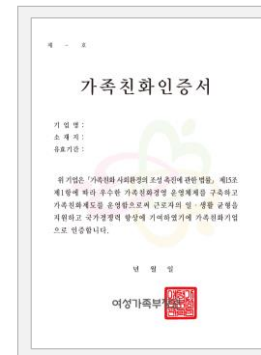 제 - 호
가족친화인증서
기 업 명 :
소 재 지 :
유효기간 :
위 기업은 「가족친화 사회환경의 조성 촉진에 관한 법률」 제15조
제1항에 따라 우수한 가족친화경영 운영체제를 구축하고
가족친화제도를 운영함으로써 근로자의 일 · 생활 균형을
지원하고 국가경쟁력 향상에 기여하였기에 가족친화기업
으로 인증합니다.
년 월 일
여성가족부장관